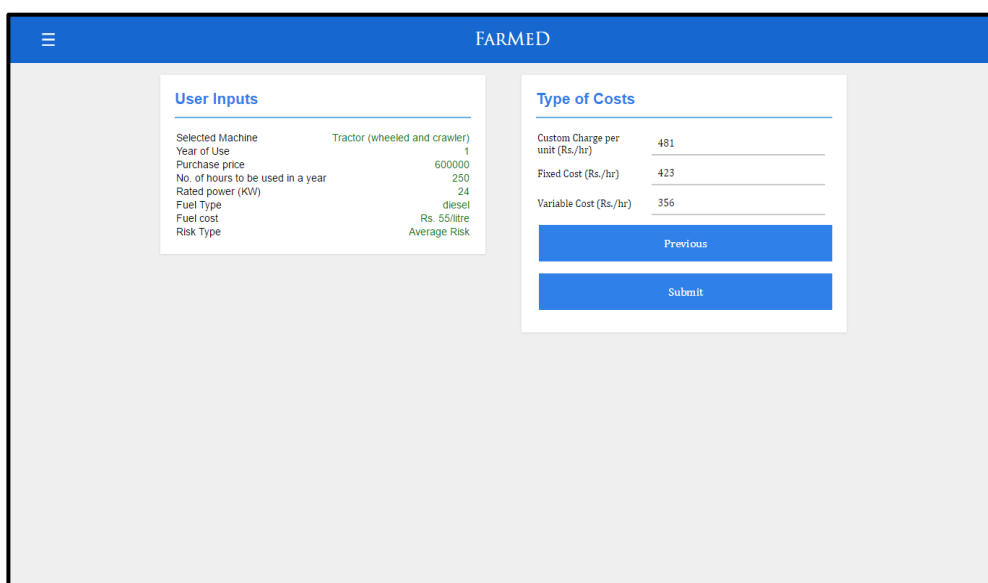 FARMED
User Inputs
Selected Machine Tractor (wheeled and crawler)
Year of Use 1
Purchase price 600000
No. of hours to be used in a year 250
Rated power (KW) 24
Fuel Type diesel
Fuel cost Rs. 55/litre
Risk Type Average Risk
Type of Costs
Custom Charge per
unit (Rs./hr) 481
Fixed Cost (Rs./hr) 423
Variable Cost (Rs./hr) 356
Previous
Submit